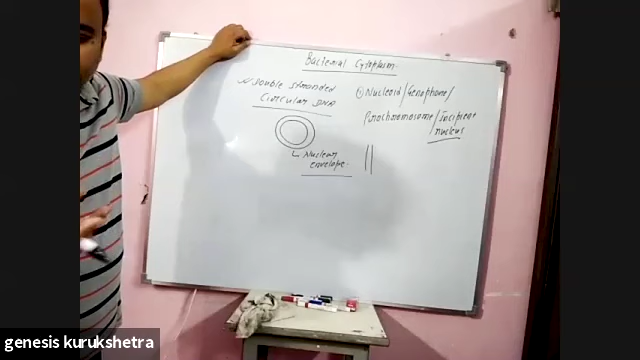 Bacterial Cytoplasm
Double stranded
Circular DNA
Nuclear
envelope.
① Nucleoid/Genophore/
Prochromosome/Incipient
nucleus
genesis kurukshetra